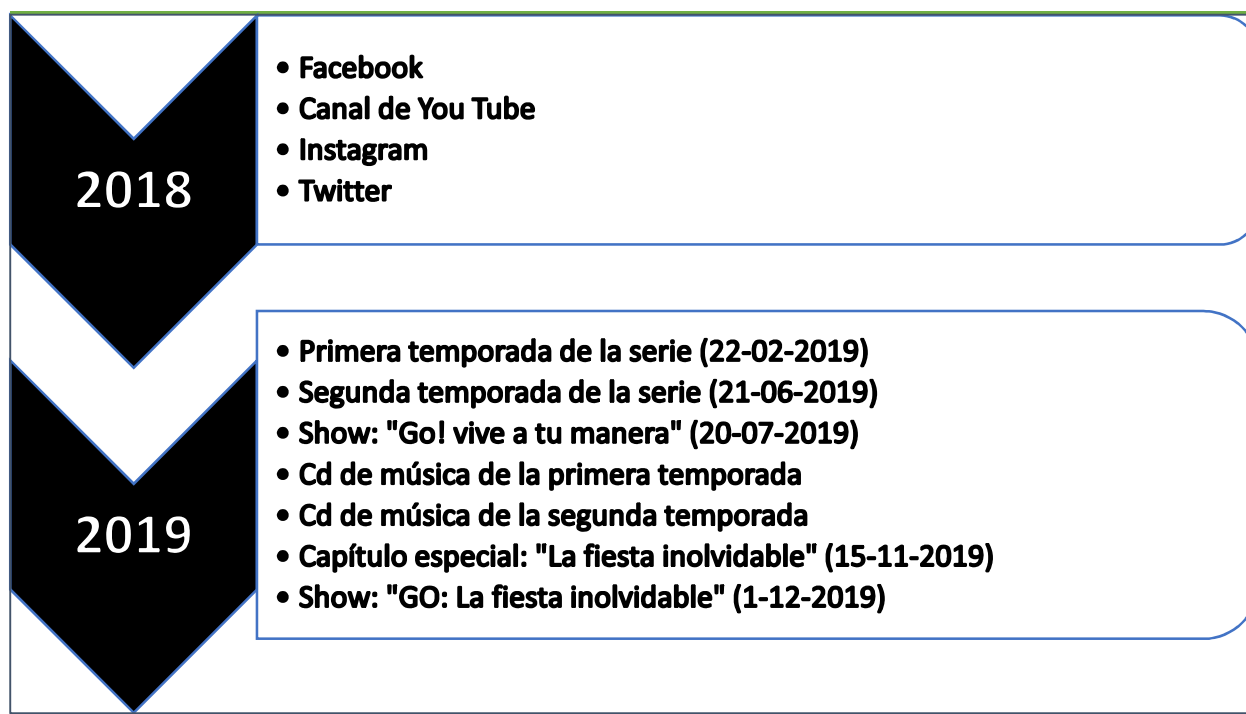 2018
• Facebook
• Canal de You Tube
• Instagram
• Twitter
2019
• Primera temporada de la serie (22-02-2019)
• Segunda temporada de la serie (21-06-2019)
• Show: "Go! vive a tu manera" (20-07-2019)
• Cd de música de la primera temporada
• Cd de música de la segunda temporada
• Capítulo especial: "La fiesta inolvidable" (15-11-2019)
• Show: "GO: La fiesta inolvidable" (1-12-2019)